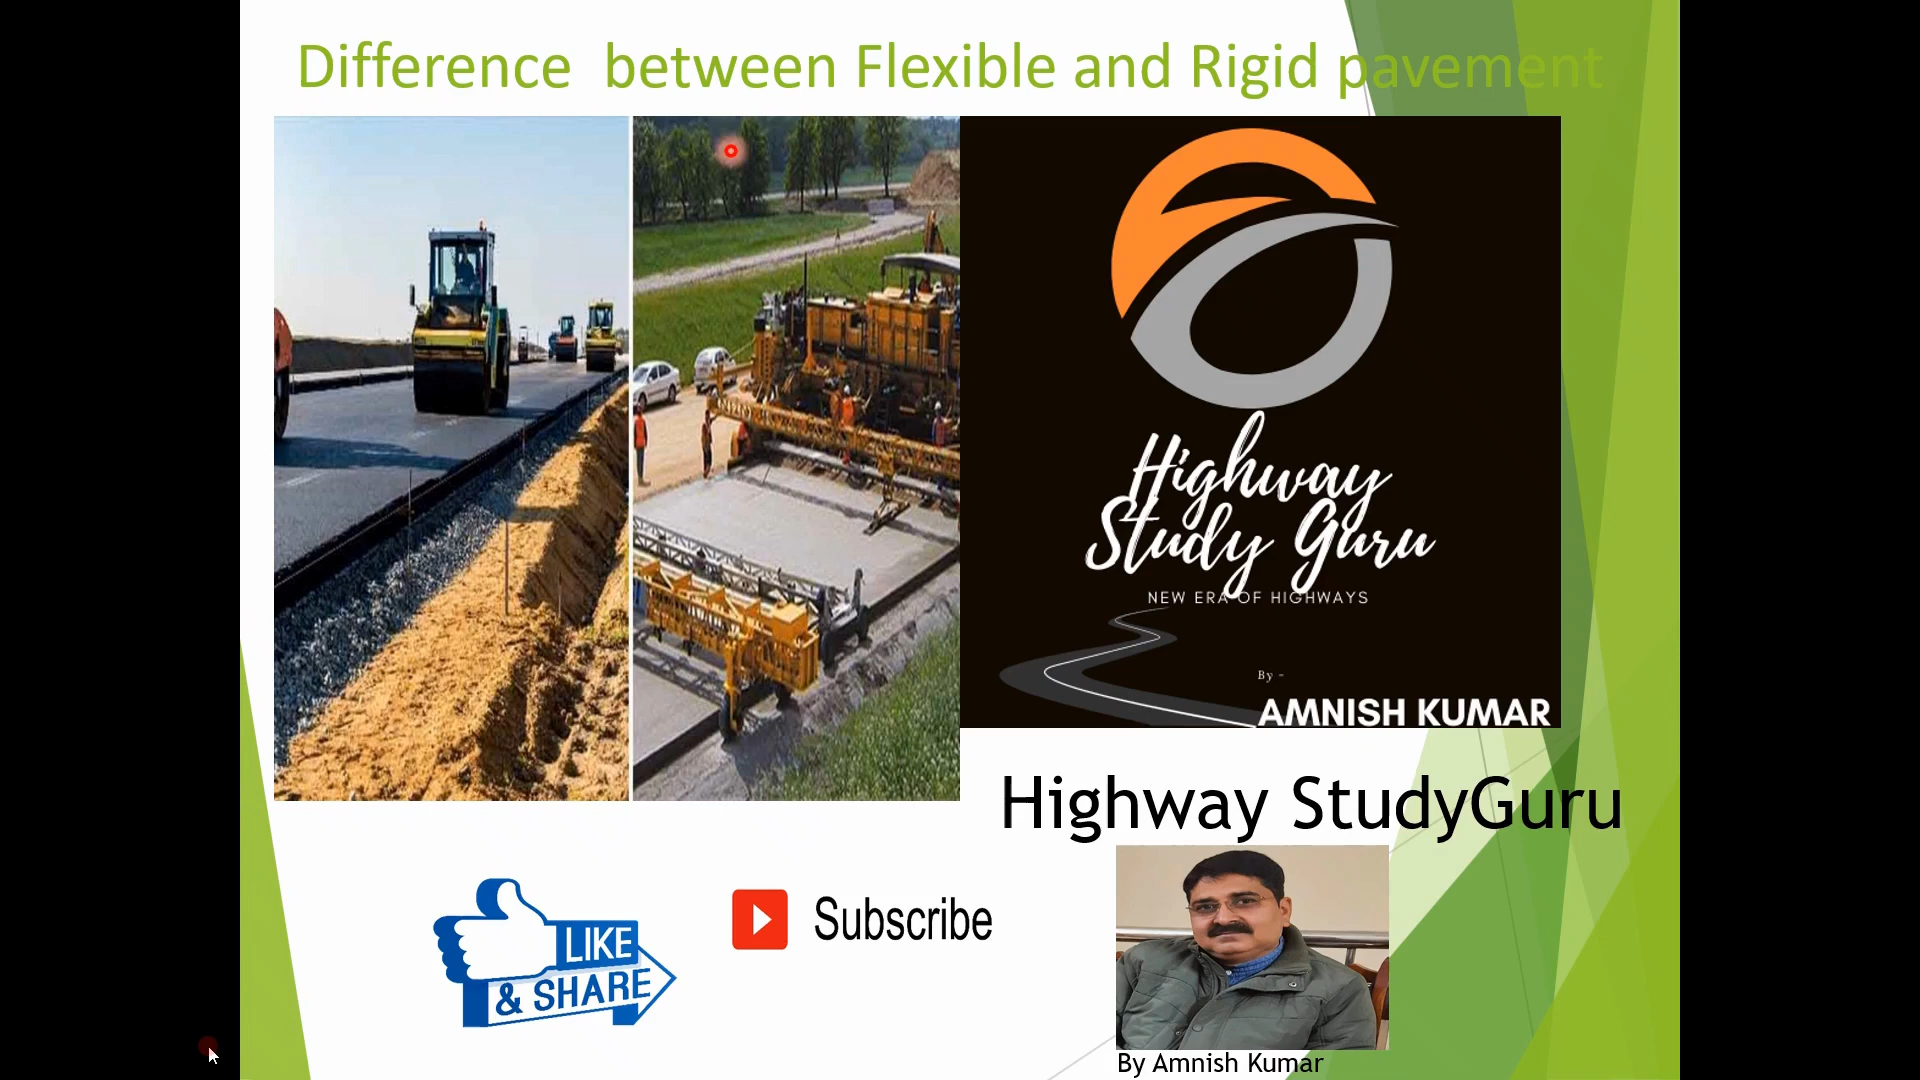 Difference between Flexible and Rigid pavement
Highway
Study Guru
NEW ERA OF HIGHWAYS
By -
AMNISH KUMAR
Highway StudyGuru
LIKE
& SHARE
Subscribe
By Amnish Kumar